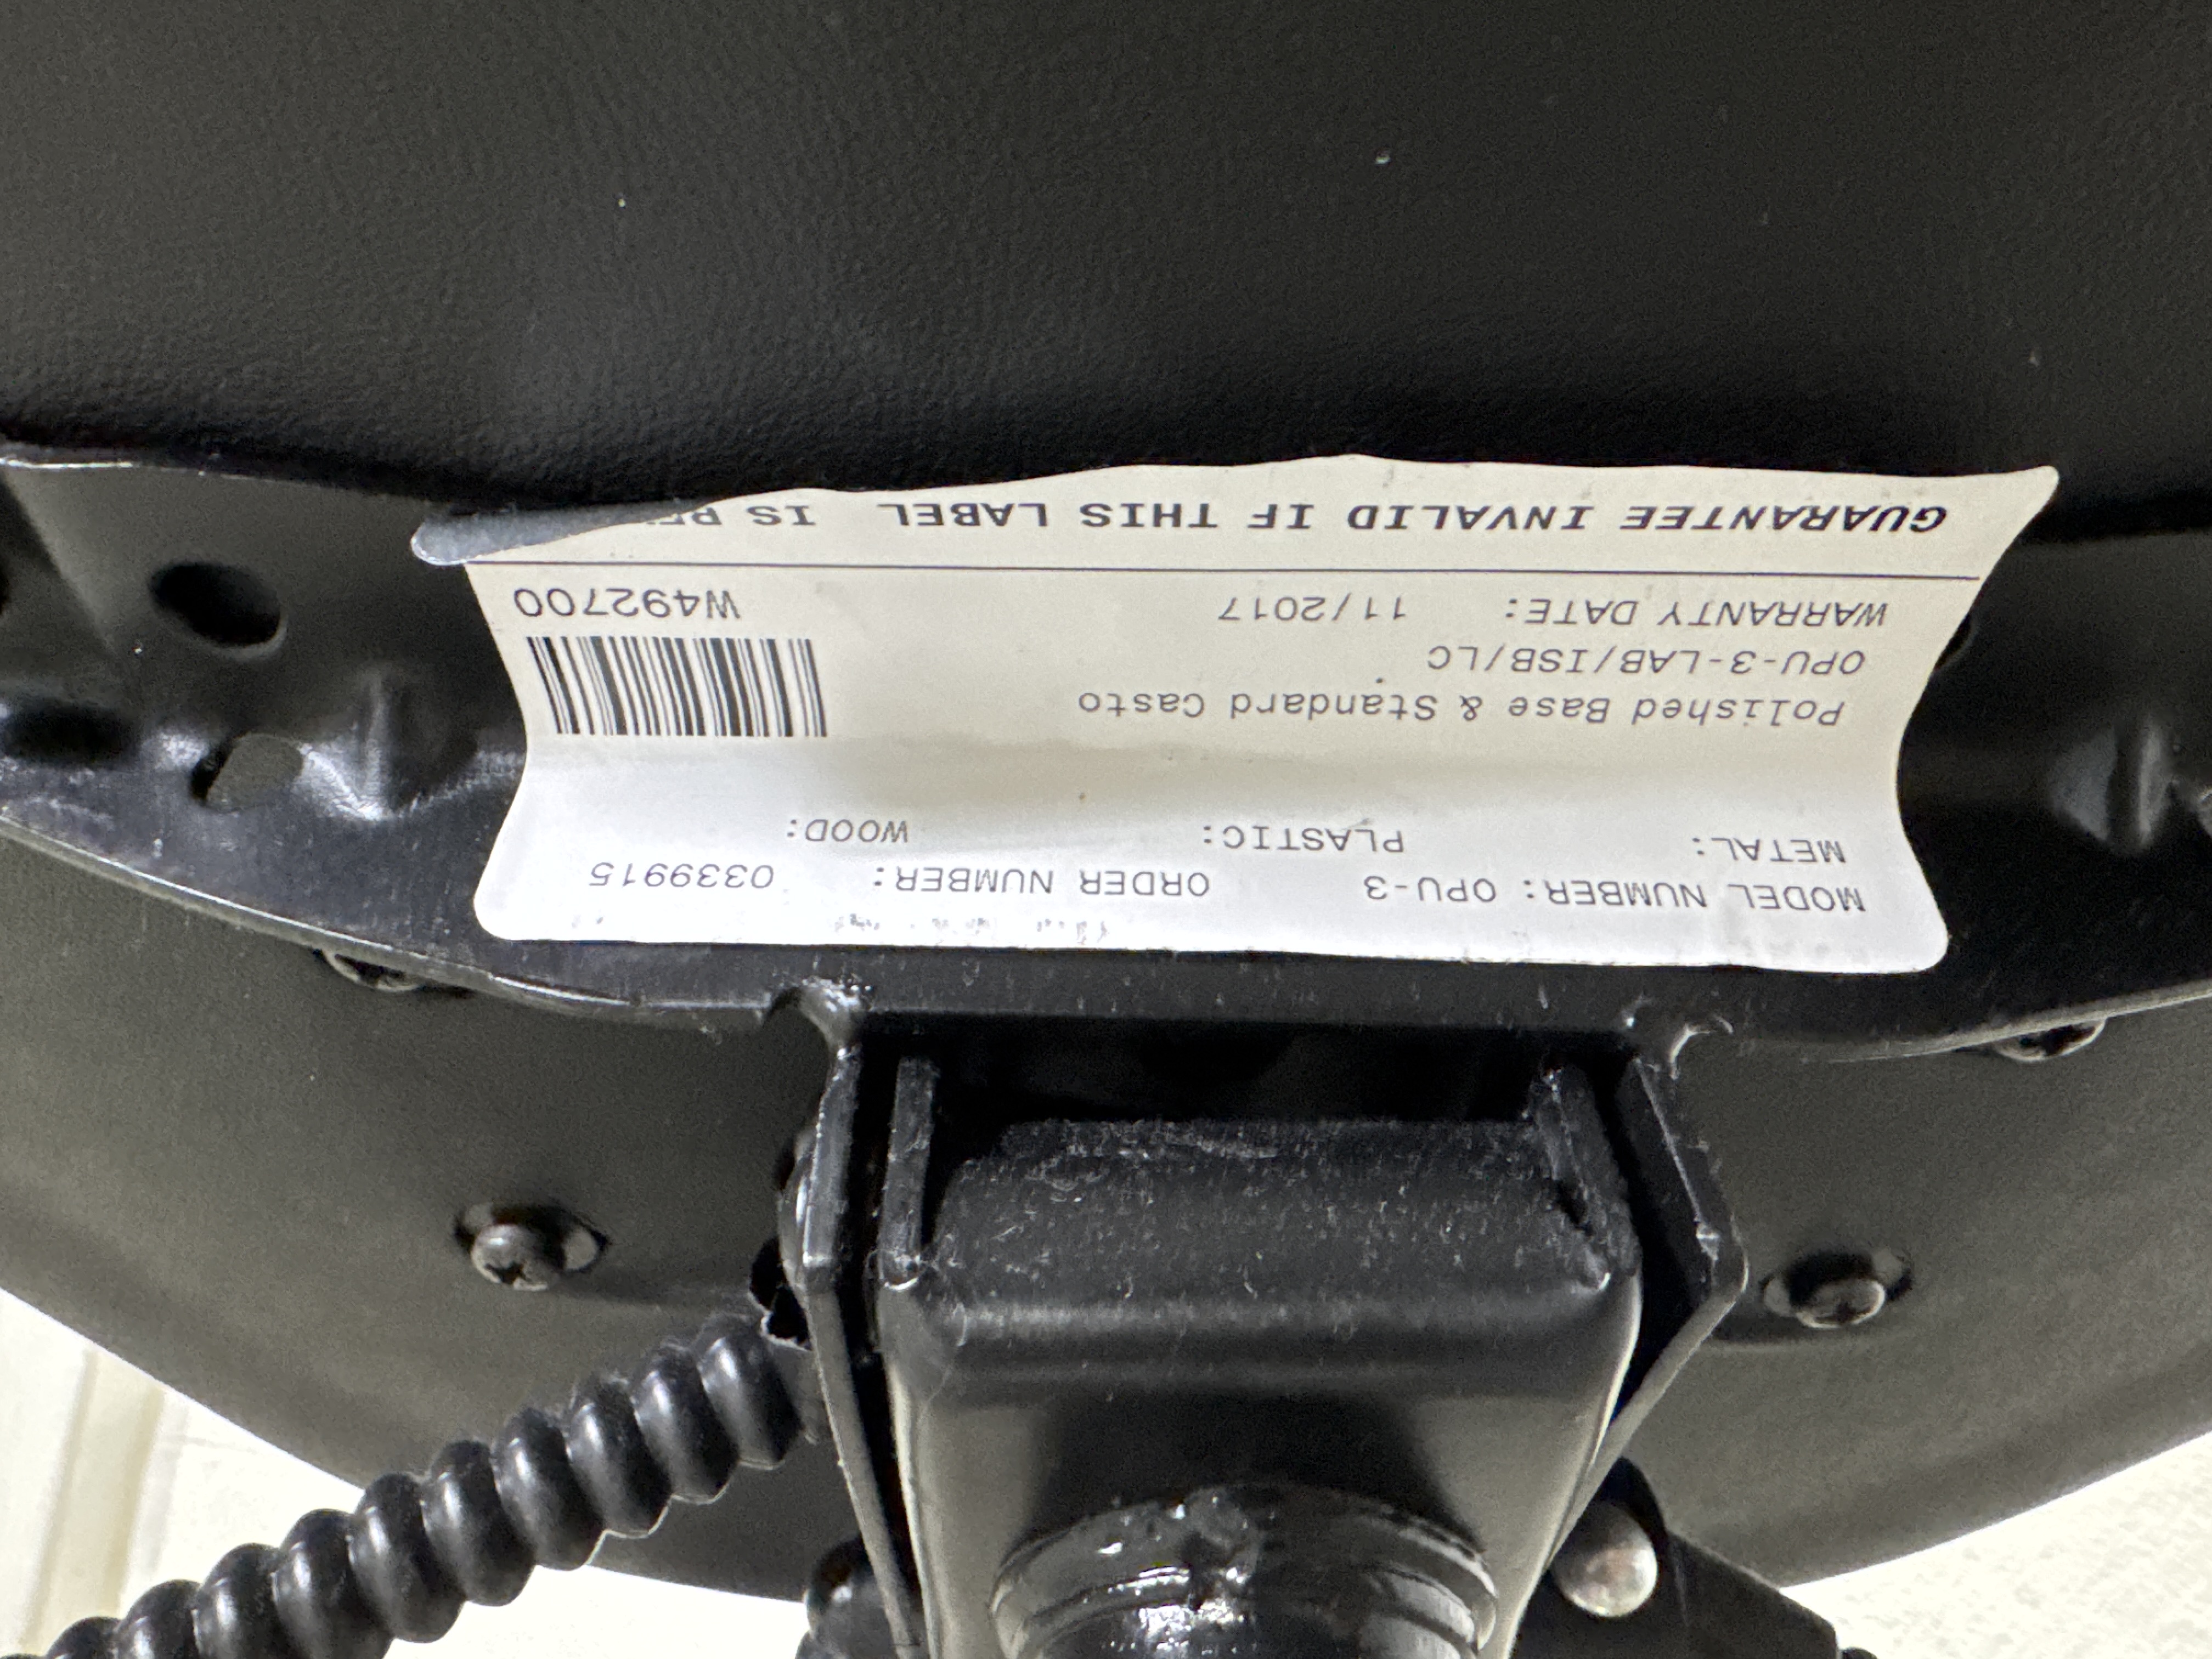 MODEL NUMBER: OPU-3 ORDER NUMBER: 0339915
METAL: PLASTIC: WOOD:
Polished Base & Standard Casto
OPU-3-LAB/ISB/LC
WARRANTY DATE: 11/2017 W492700
GUARANTEE INVALID IF THIS LABEL IS